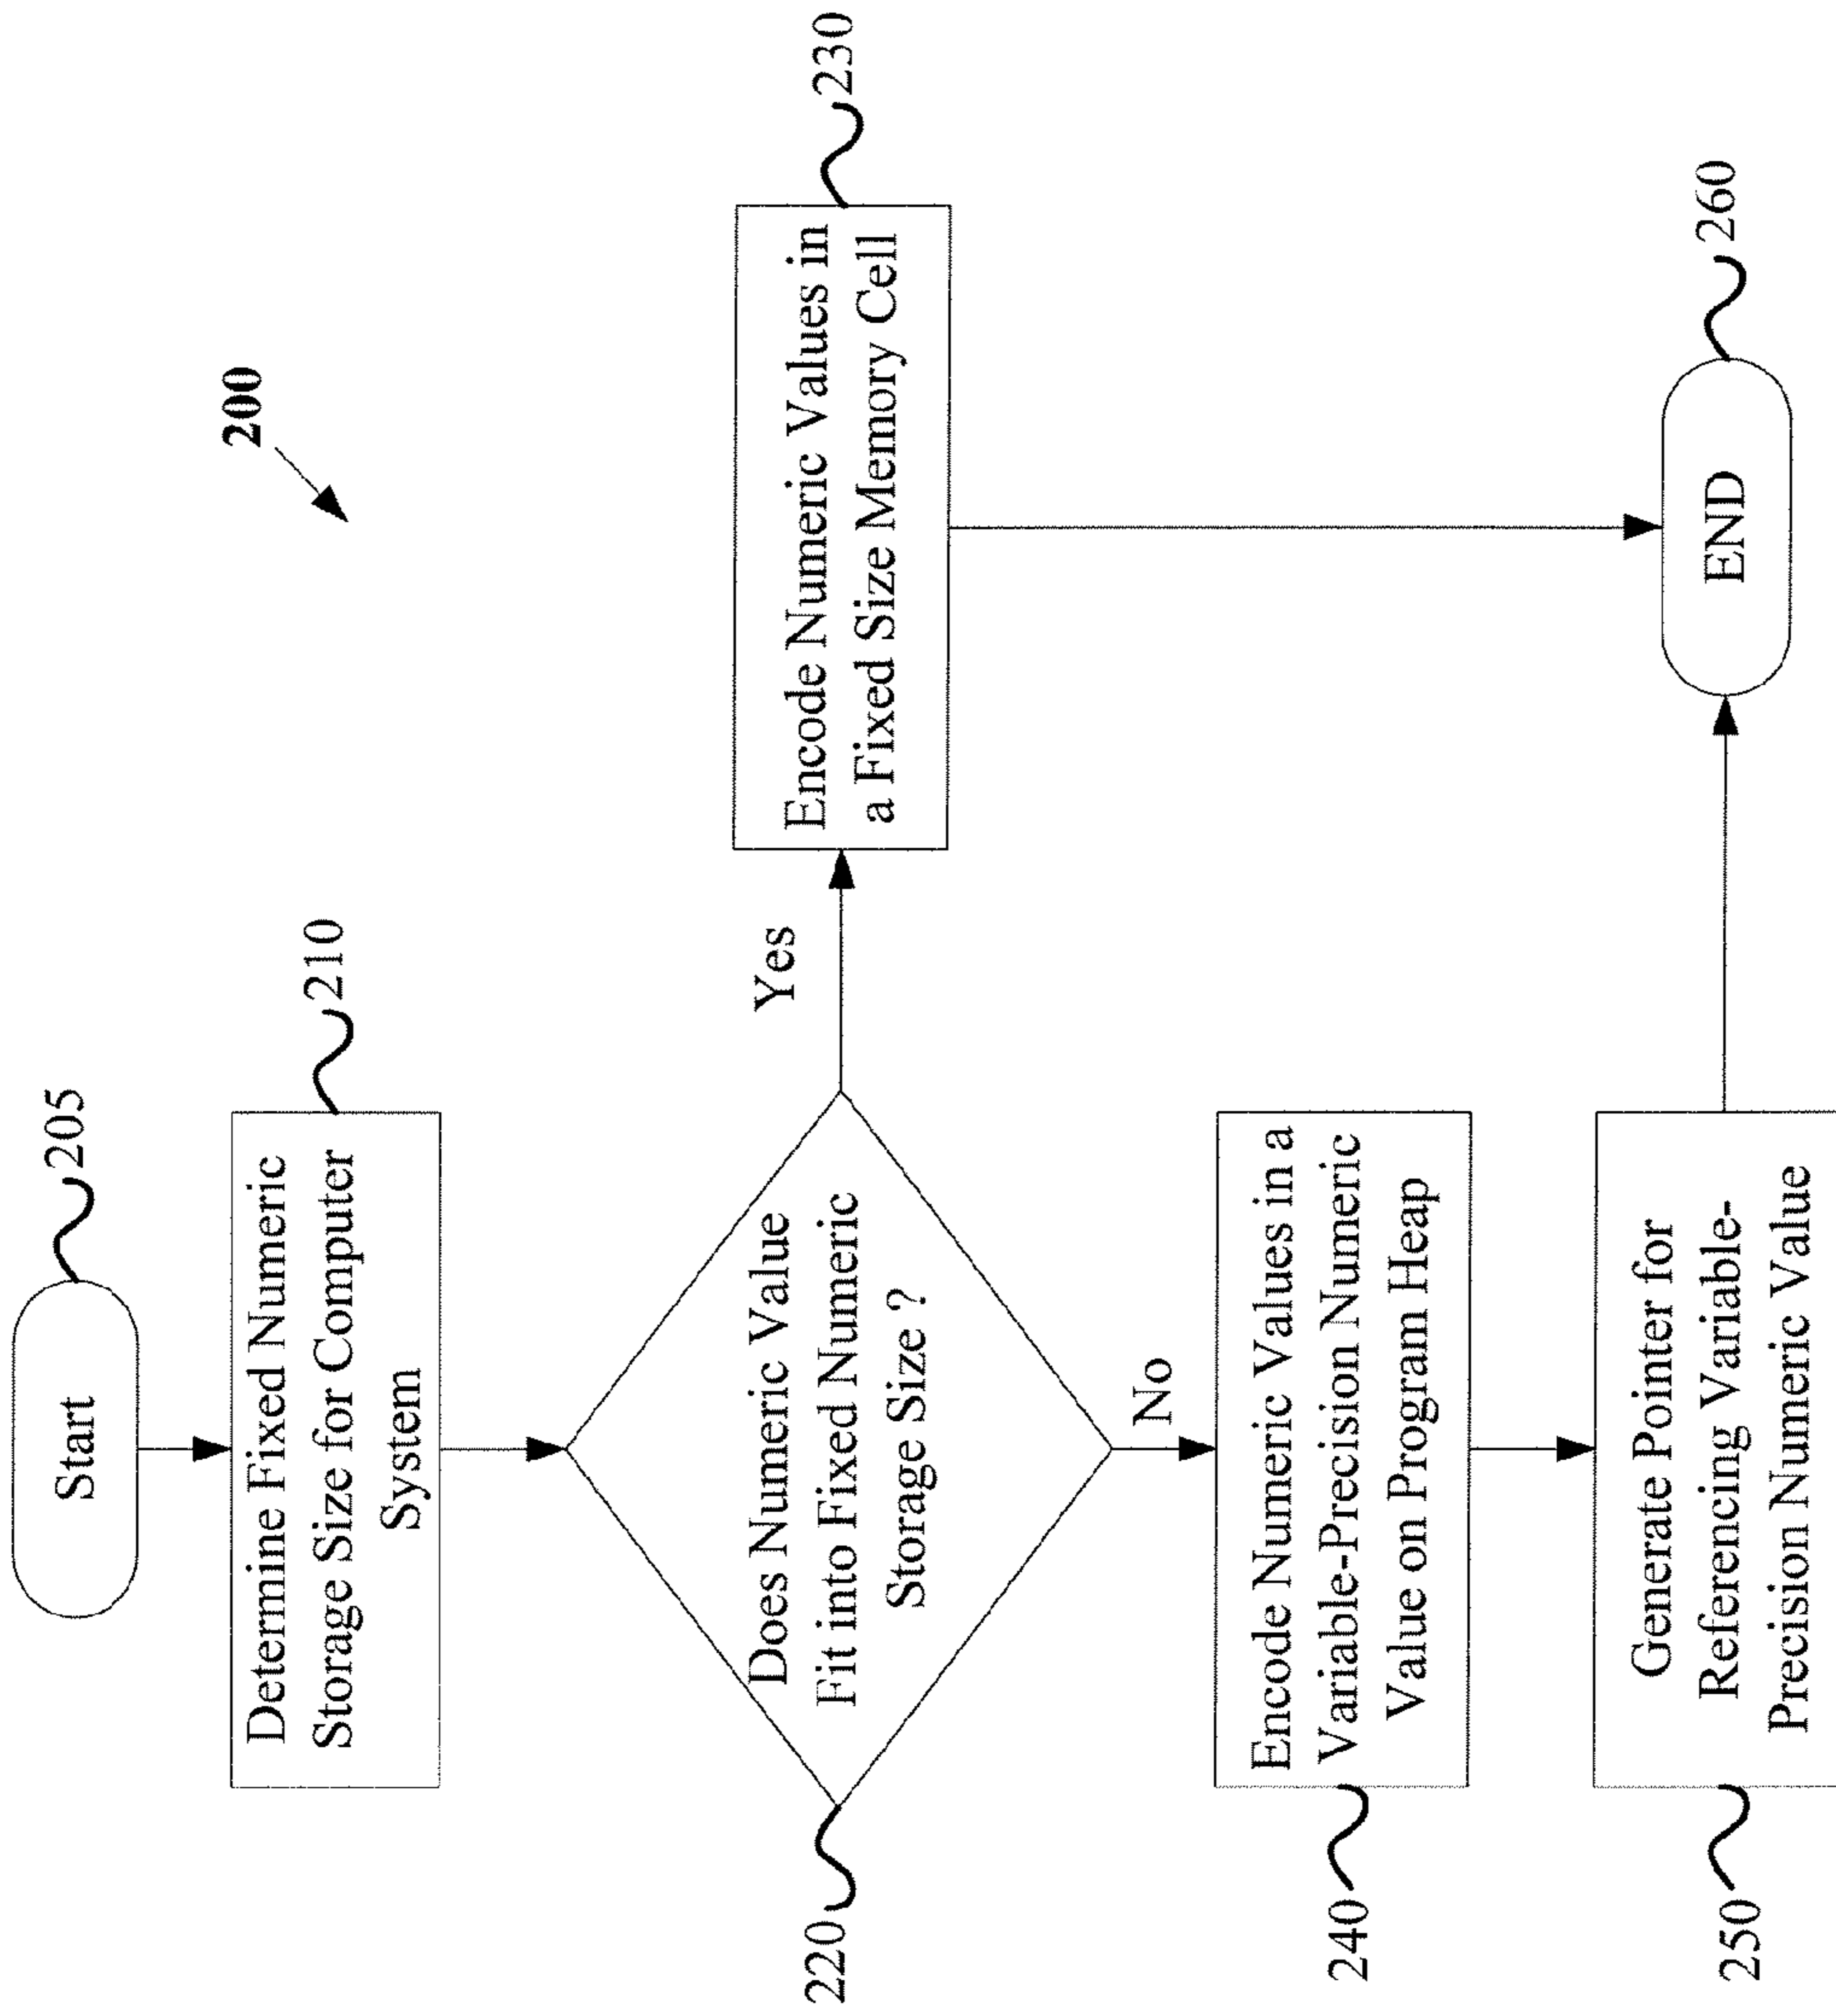 200
Start
205
Determine Fixed Numeric
Storage Size for Computer
System
210
Does Numeric Value
Fit into Fixed Numeric
Storage Size ?
220
Yes
Encode Numeric Values in
a Fixed Size Memory Cell
230
No
Encode Numeric Values in a
Variable-Precision Numeric
Value on Program Heap
240
Generate Pointer for
Referencing Variable-
Precision Numeric Value
250
END
260